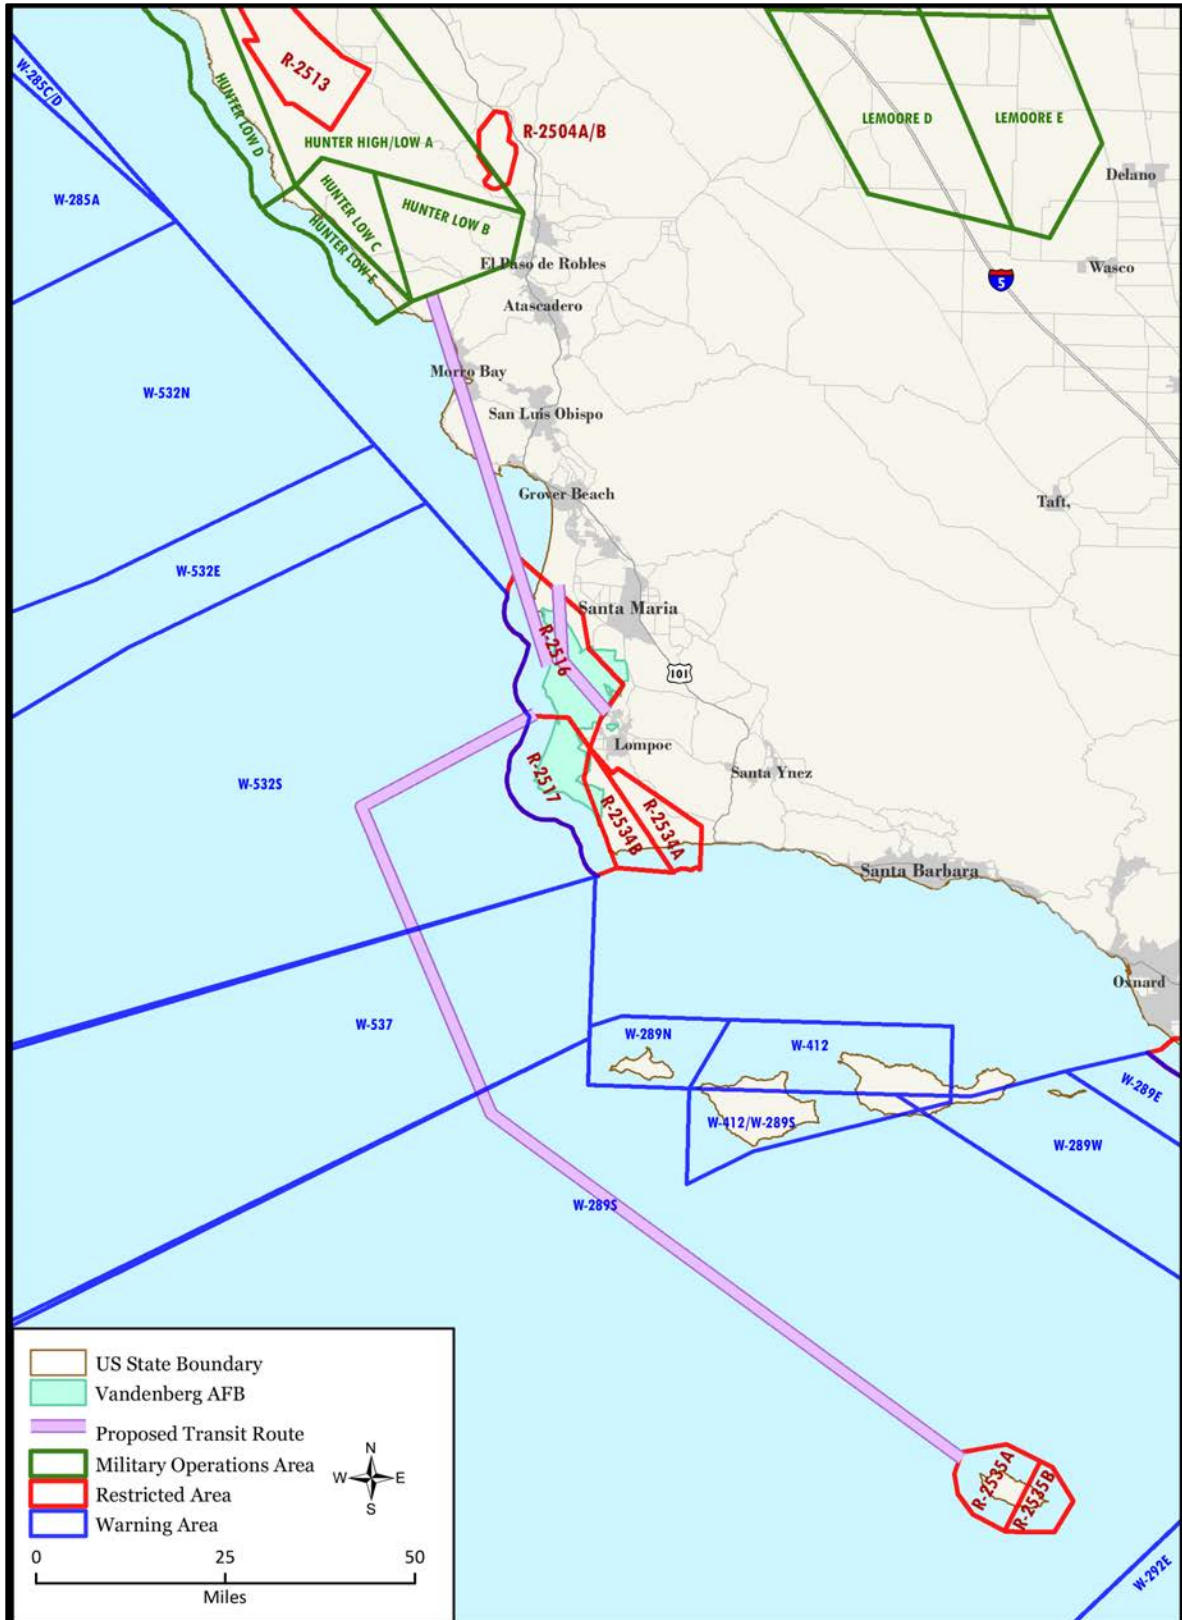 W-285C/D
R-2513
HUNTER LOW D
HUNTER HIGH/LOW A
R-2504A/B
LEMOORE D
LEMOORE E
Delano
W-285A
HUNTER LOW C
HUNTER LOW B
HUNTER LOW E
El Paso de Robles
Wasco
5
Atascadero
W-532N
Morro Bay
San Luis Obispo
Grover Beach
Taft,
W-532E
Santa Maria
R-2516
101
Lompoc
Santa Ynez
W-532S
R-2517
R-2534B
R-2534A
Santa Barbara
Oxnard
W-537
W-289N
W-412
W-289E
W-412/W-289S
W-289W
W-289S
US State Boundary
Vandenberg AFB
Proposed Transit Route
Military Operations Area
Restricted Area
Warning Area
N
W E
S
0 25 50
Miles
R-2535A
R-2535B
W-292E